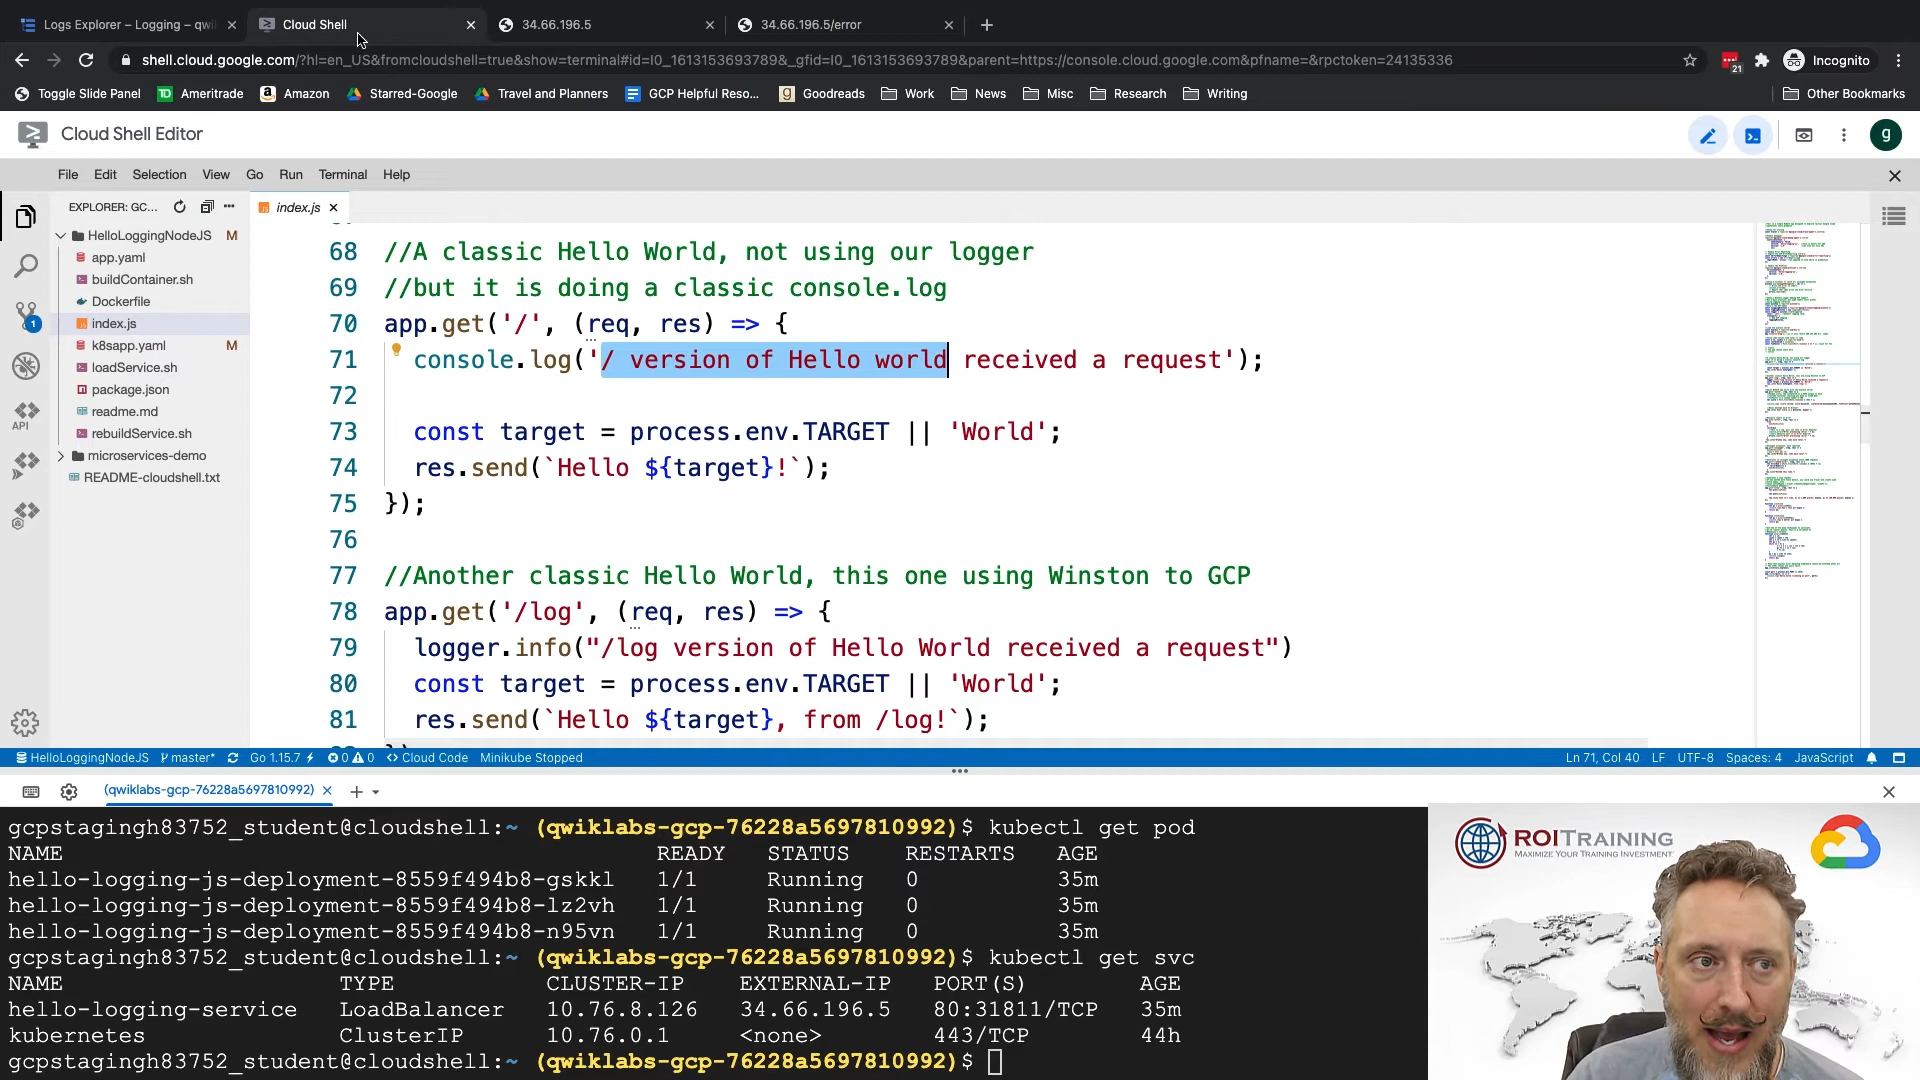 Logs Explorer – Logging – qwi
Cloud Shell
34.66.196.5
34.66.196.5/error
shell.cloud.google.com/?hl=en_US&fromcloudshell=true&show=terminal#id=I0_1613153693789&_gfid=I0_1613153693789&parent=https://console.cloud.google.com&pfname=&rpctoken=24135336
21
Incognito
Toggle Slide Panel
Ameritrade
Amazon
Starred-Google
Travel and Planners
GCP Helpful Reso...
Goodreads
Work
News
Misc
Research
Writing
Other Bookmarks
Cloud Shell Editor
g
File Edit Selection View Go Run Terminal Help
EXPLORER: GC...
index.js
HelloLoggingNodeJS M
app.yaml
buildContainer.sh
Dockerfile
index.js
k8sapp.yaml M
loadService.sh
package.json
readme.md
rebuildService.sh
microservices-demo
README-cloudshell.txt
1
API
68 //A classic Hello World, not using our logger
69 //but it is doing a classic console.log
70 app.get('/', (req, res) => {
71 console.log('/ version of Hello world received a request');
72
73 const target = process.env.TARGET || 'World';
74 res.send(`Hello ${target}!`);
75 });
76
77 //Another classic Hello World, this one using Winston to GCP
78 app.get('/log', (req, res) => {
79 logger.info("/log version of Hello World received a request")
80 const target = process.env.TARGET || 'World';
81 res.send(`Hello ${target}, from /log!`);
HelloLoggingNodeJS master* Go 1.15.7 0 0 Cloud Code Minikube Stopped Ln 71, Col 40 LF UTF-8 Spaces: 4 JavaScript
(qwiklabs-gcp-76228a5697810992)
gcpstagingh83752_student@cloudshell:~ (qwiklabs-gcp-76228a5697810992)$ kubectl get pod
NAME READY STATUS RESTARTS AGE
hello-logging-js-deployment-8559f494b8-gskkl 1/1 Running 0 35m
hello-logging-js-deployment-8559f494b8-lz2vh 1/1 Running 0 35m
hello-logging-js-deployment-8559f494b8-n95vn 1/1 Running 0 35m
gcpstagingh83752_student@cloudshell:~ (qwiklabs-gcp-76228a5697810992)$ kubectl get svc
NAME TYPE CLUSTER-IP EXTERNAL-IP PORT(S) AGE
hello-logging-service LoadBalancer 10.76.8.126 34.66.196.5 80:31811/TCP 35m
kubernetes ClusterIP 10.76.0.1 <none> 443/TCP 44h
gcpstagingh83752_student@cloudshell:~ (qwiklabs-gcp-76228a5697810992)$
ROITRAINING
MAXIMIZE YOUR TRAINING INVESTMENT